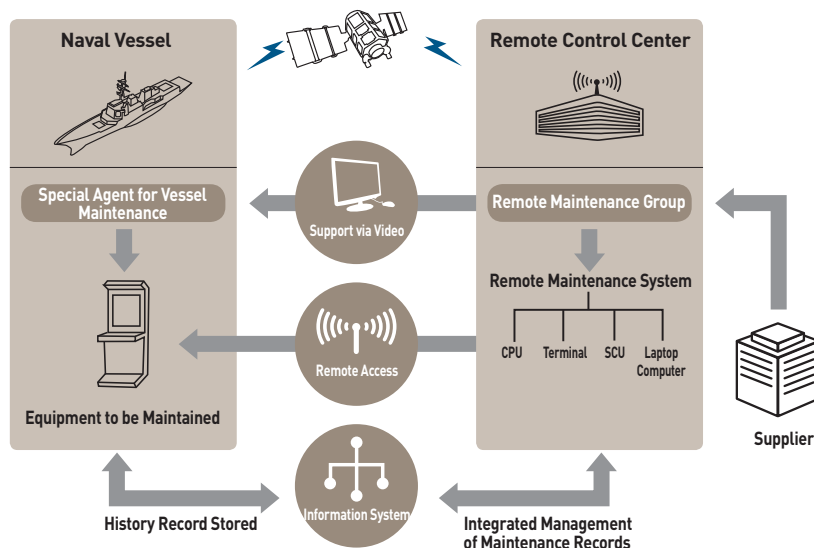 Naval Vessel
Remote Control Center
Special Agent for Vessel
Maintenance
Support via Video
Remote Maintenance Group
Remote Maintenance System
CPU
Terminal
SCU
Laptop
Computer
Remote Access
Equipment to be Maintained
Supplier
History Record Stored
Information System
Integrated Management
of Maintenance Records